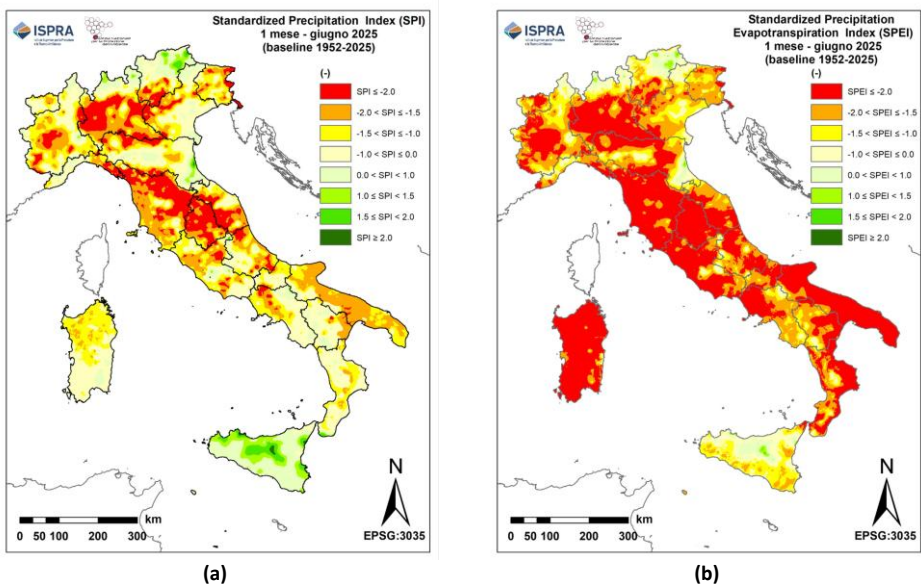 ISPRA
Standardized Precipitation Index (SPI)
1 mese - giugno 2025
(baseline 1952-2025)
(-)
SPI ≤ -2.0
-2.0 < SPI ≤ -1.5
-1.5 < SPI ≤ -1.0
-1.0 < SPI ≤ 0.0
0.0 < SPI < 1.0
1.0 ≤ SPI < 1.5
1.5 ≤ SPI < 2.0
SPI ≥ 2.0
N
km
0 50 100 200 300
EPSG:3035
(a)
ISPRA
Standardized Precipitation
Evapotranspiration Index (SPEI)
1 mese - giugno 2025
(baseline 1952-2025)
(-)
SPEI ≤ -2.0
-2.0 < SPEI ≤ -1.5
-1.5 < SPEI ≤ -1.0
-1.0 < SPEI ≤ 0.0
0.0 < SPEI < 1.0
1.0 ≤ SPEI < 1.5
1.5 ≤ SPEI < 2.0
SPEI ≥ 2.0
N
km
0 50 100 200 300
EPSG:3035
(b)